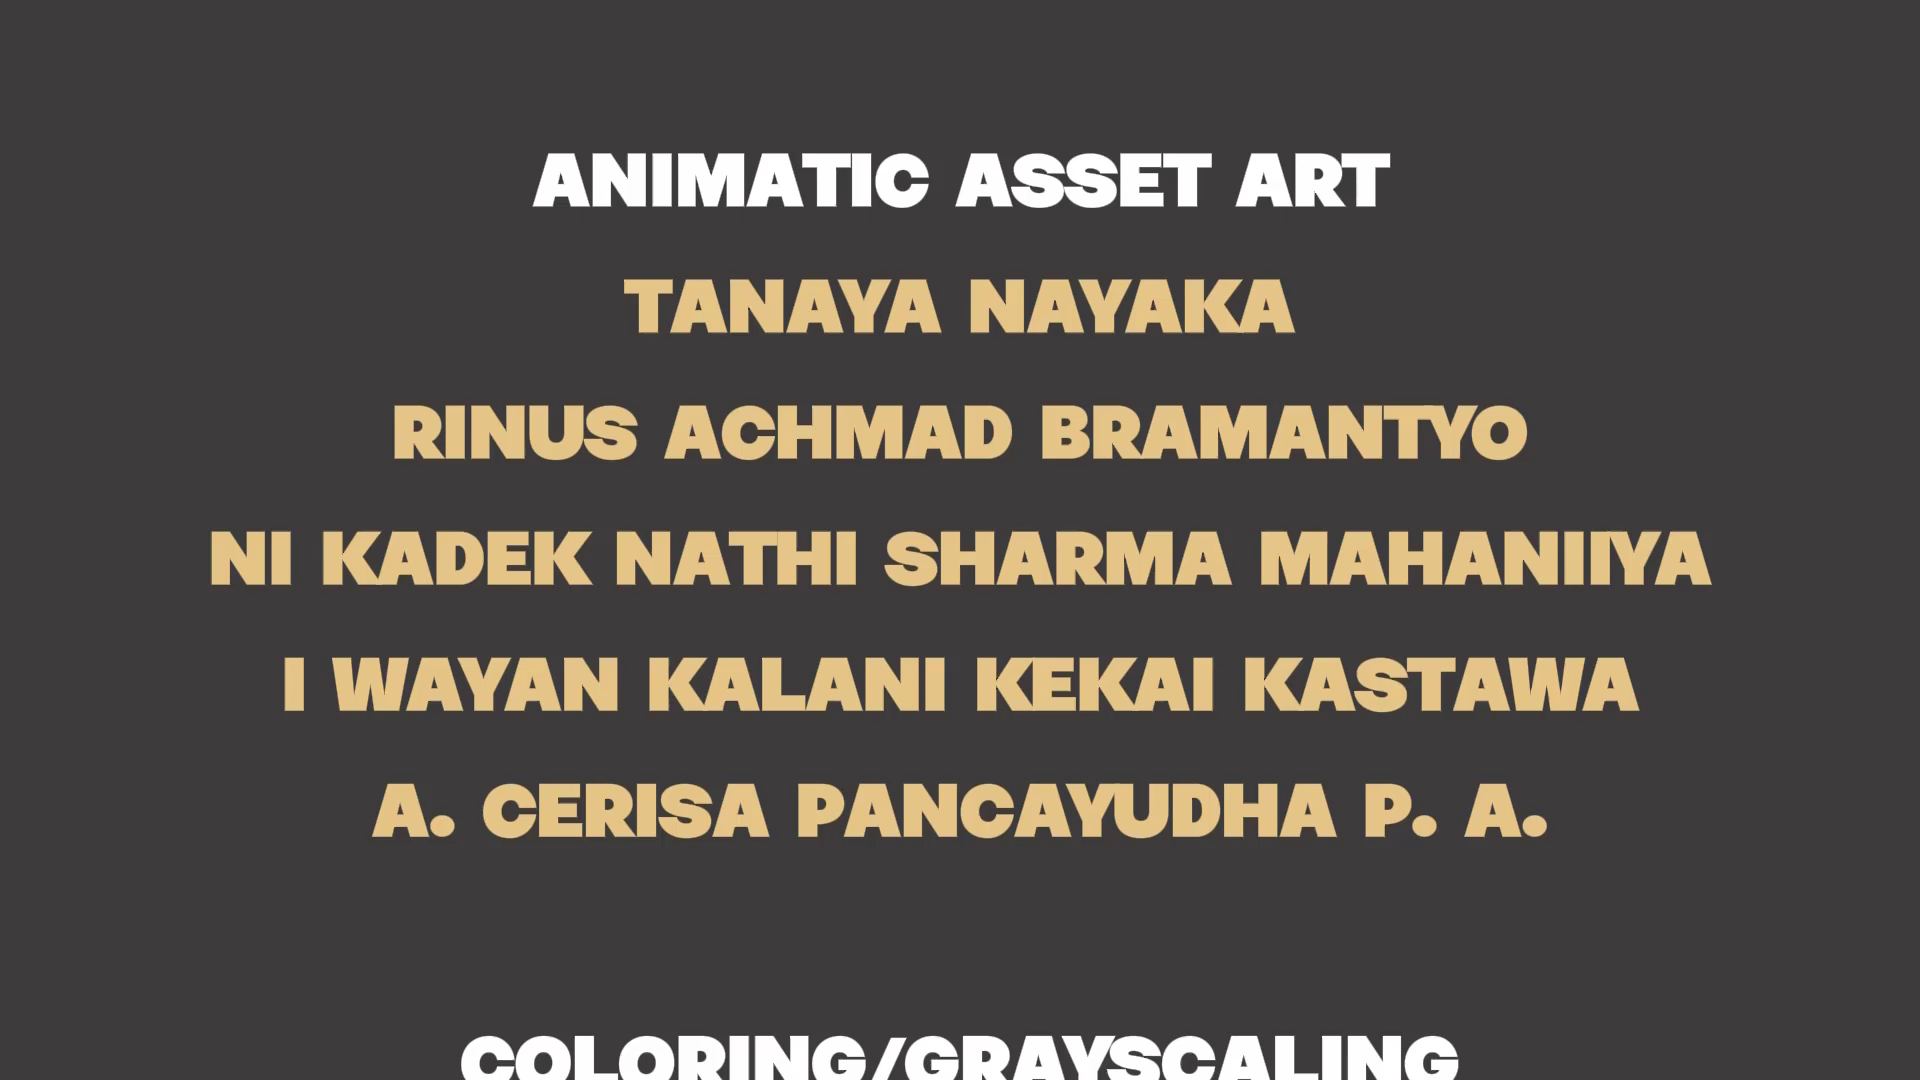 ANIMATIC ASSET ART
TANAYA NAYAKA
RINUS ACHMAD BRAMANTYO
NI KADEK NATHI SHARMA MAHANIIYA
I WAYAN KALANI KEKAI KASTAWA
A. CERISA PANCAYUDHA P. A.
COLORING/GRAYSCALING